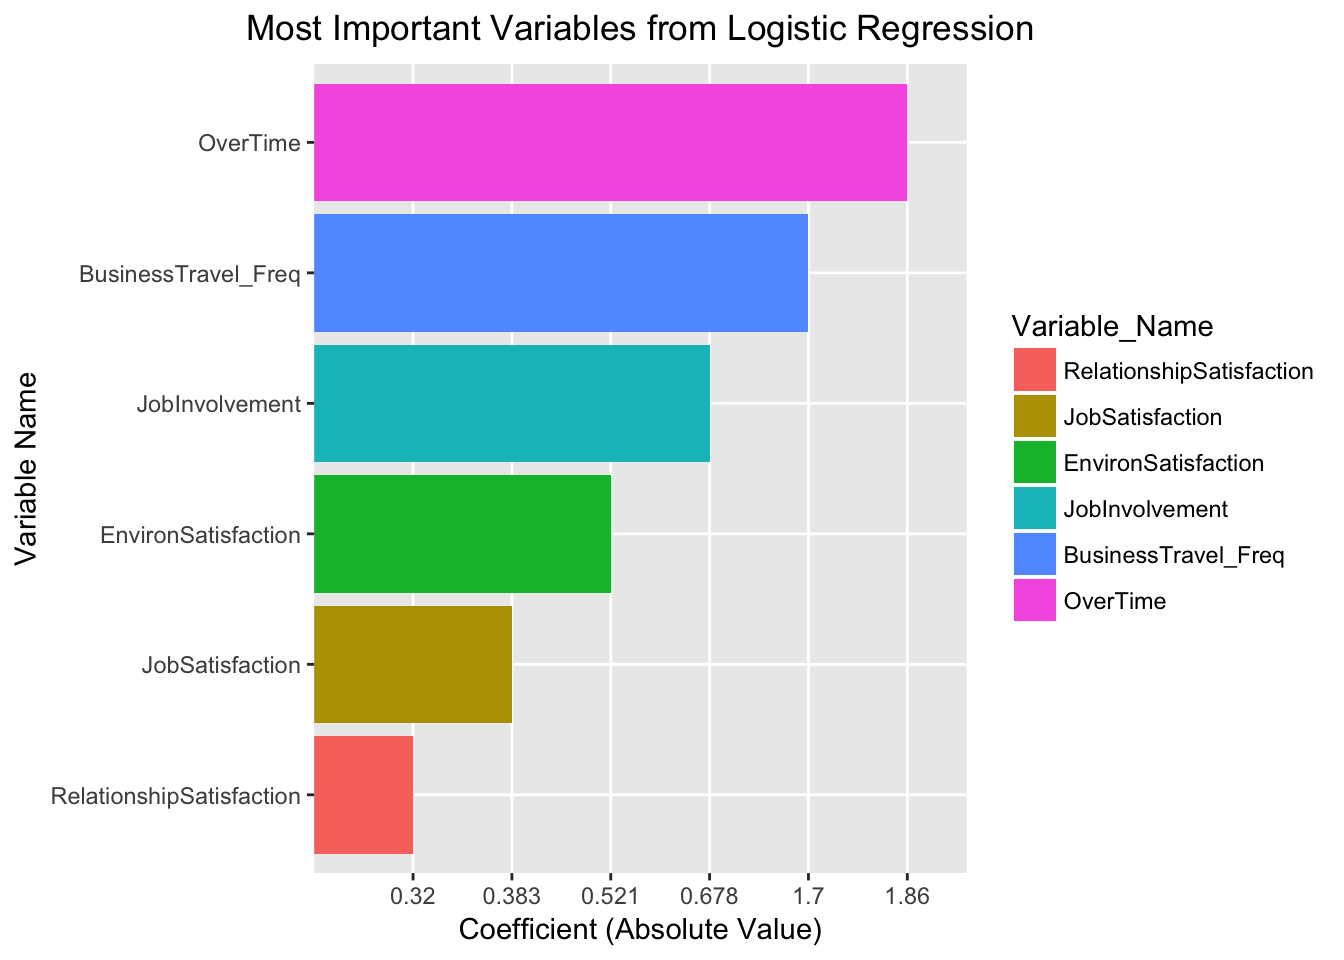 Most Important Variables from Logistic Regression
Variable Name
OverTime
BusinessTravel_Freq
JobInvolvement
EnvironSatisfaction
JobSatisfaction
RelationshipSatisfaction
0.32 0.383 0.521 0.678 1.7 1.86
Coefficient (Absolute Value)
Variable_Name
RelationshipSatisfaction
JobSatisfaction
EnvironSatisfaction
JobInvolvement
BusinessTravel_Freq
OverTime